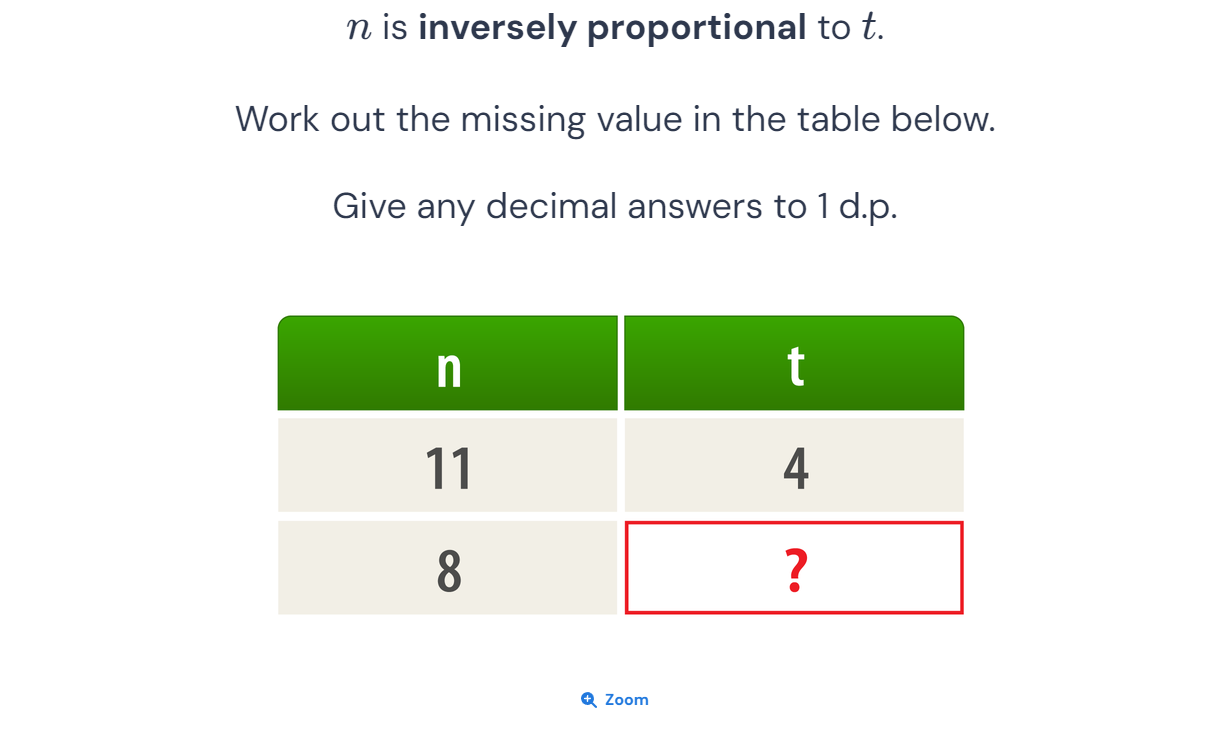 n is inversely proportional to t.
Work out the missing value in the table below.
Give any decimal answers to 1 d.p.
n t
11 4
8 ?
Zoom